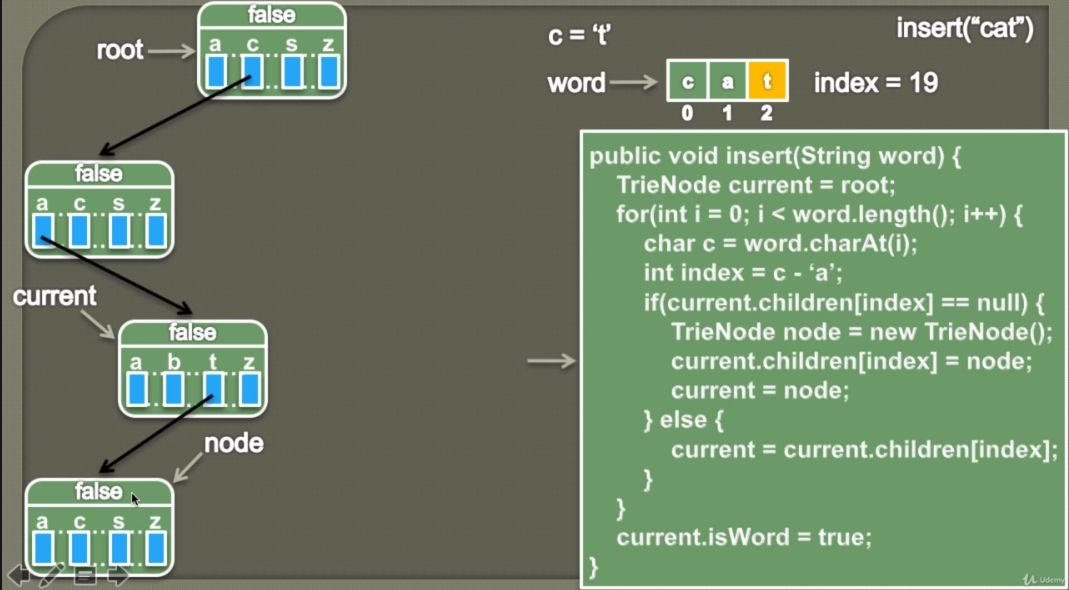 false
a c s z
root
c = ‘t’
insert(“cat”)
word
c a t
0 1 2
index = 19
false
a c s z
current
false
a b t z
node
false
a c s z
public void insert(String word) {
TrieNode current = root;
for(int i = 0; i < word.length(); i++) {
char c = word.charAt(i);
int index = c - ‘a’;
if(current.children[index] == null) {
TrieNode node = new TrieNode();
current.children[index] = node;
current = node;
} else {
current = current.children[index];
}
}
current.isWord = true;
}
Udemy